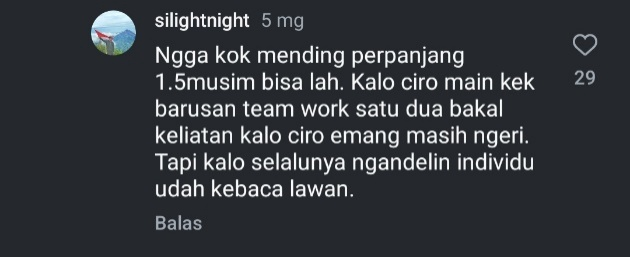 silightnight 5 mg
Ngga kok mending perpanjang
1.5musim bisa lah. Kalo ciro main kek
29
barusan team work satu dua bakal
keliatan kalo ciro emang masih ngeri.
Tapi kalo selalunya ngandelin individu
udah kebaca lawan.
Balas